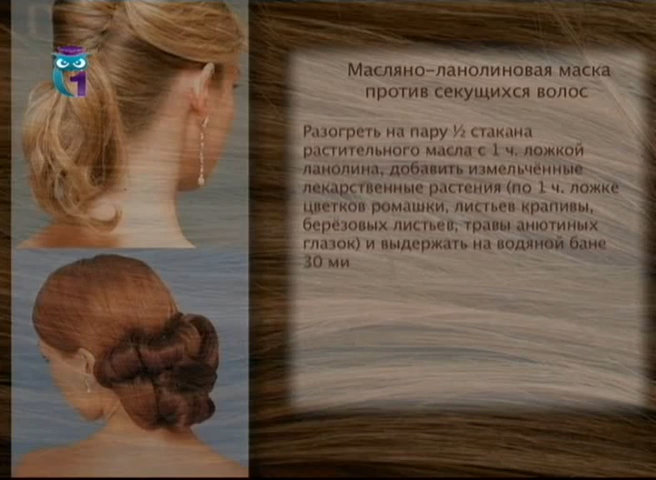 1
Масляно-ланолиновая маска
против секущихся волос
Разогреть на пару ½ стакана
растительного масла с 1 ч. ложкой
ланолина, добавить измельчённые
лекарственные растения (по 1 ч. ложке
цветков ромашки, листьев крапивы,
берёзовых листьев, травы анютиных
глазок) и выдержать на водяной бане
30 ми